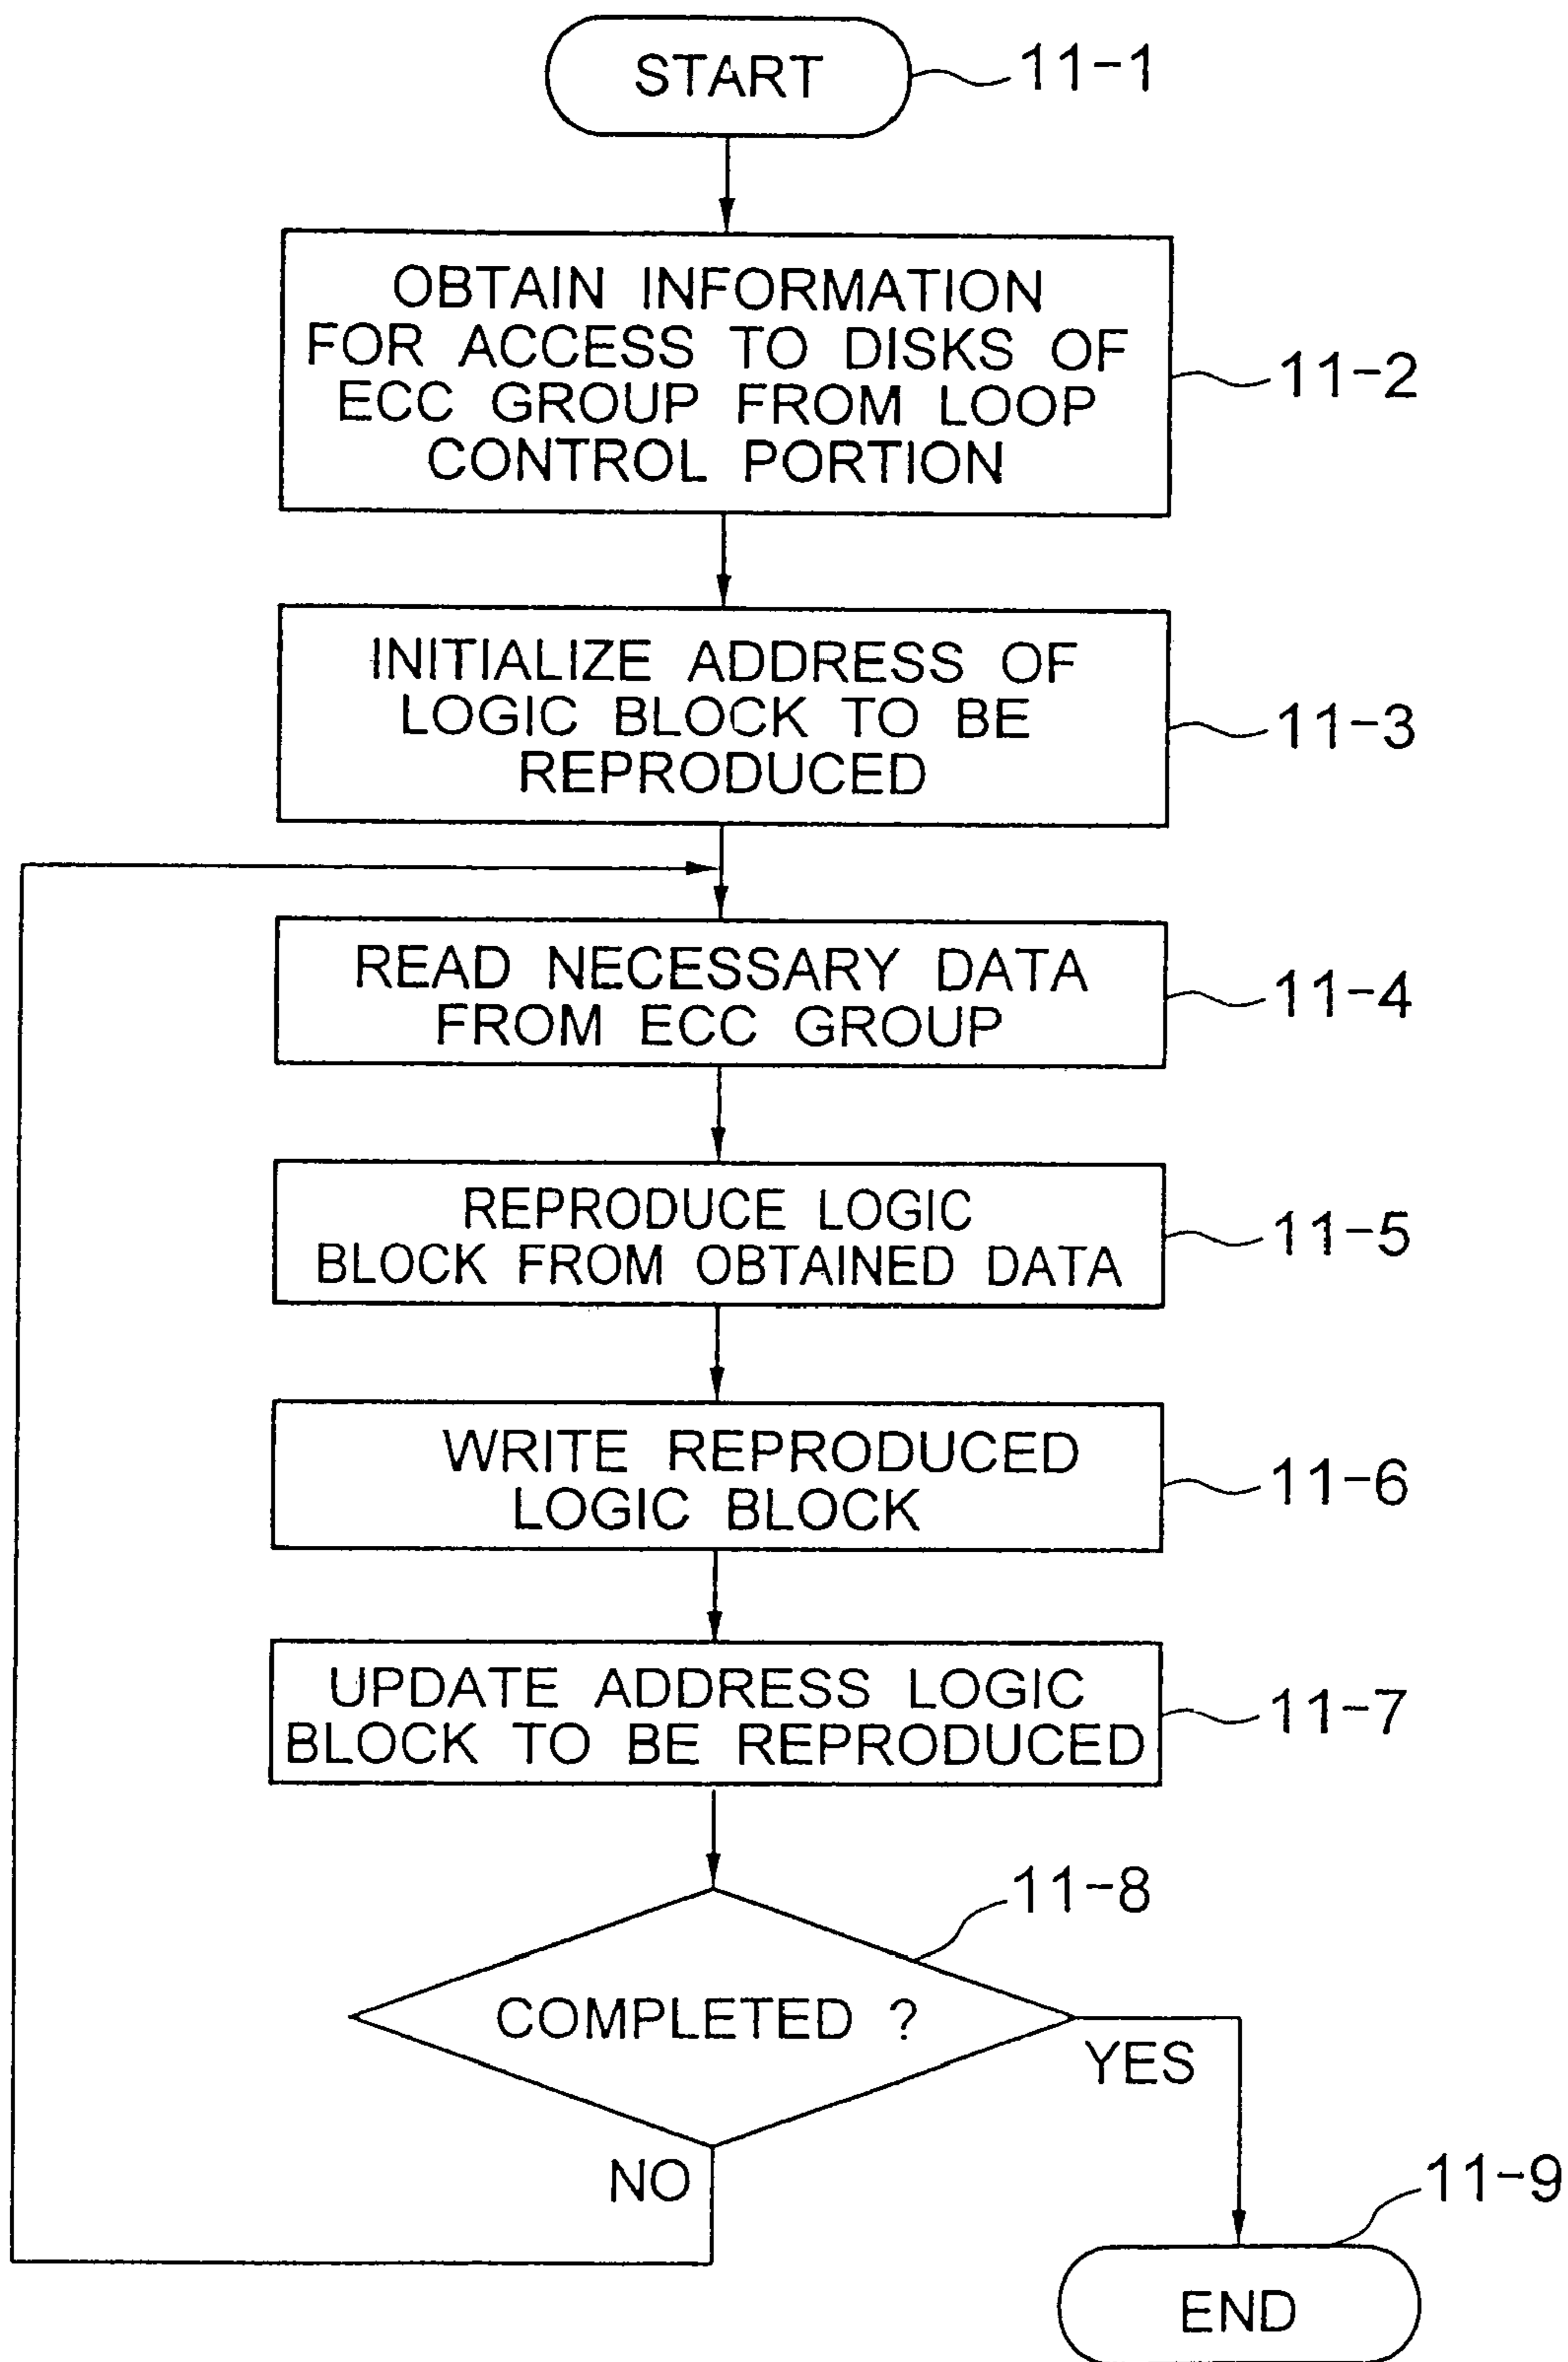 START
11-1
OBTAIN INFORMATION
FOR ACCESS TO DISKS OF
ECC GROUP FROM LOOP
CONTROL PORTION
11-2
INITIALIZE ADDRESS OF
LOGIC BLOCK TO BE
REPRODUCED
11-3
READ NECESSARY DATA
FROM ECC GROUP
11-4
REPRODUCE LOGIC
BLOCK FROM OBTAINED DATA
11-5
WRITE REPRODUCED
LOGIC BLOCK
11-6
UPDATE ADDRESS LOGIC
BLOCK TO BE REPRODUCED
11-7
11-8
COMPLETED ?
YES
NO
11-9
END